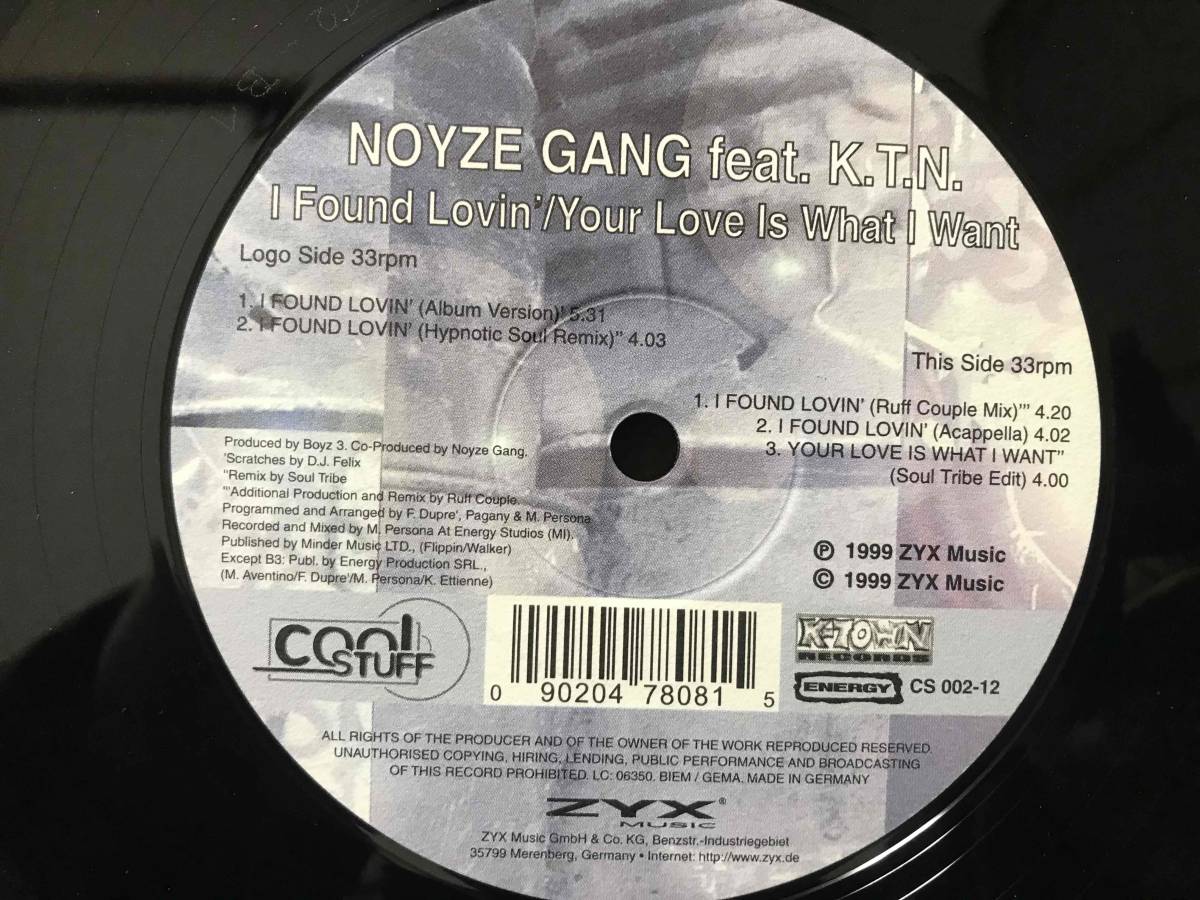 NOYZE GANG feat. K.T.N.
I Found Lovin'/Your Love Is What I Want
Logo Side 33rpm
1. I FOUND LOVIN' (Album Version)' 5.31
2. I FOUND LOVIN' (Hypnotic Soul Remix)" 4.03
This Side 33rpm
1. I FOUND LOVIN' (Ruff Couple Mix)'" 4.20
2. I FOUND LOVIN' (Acappella) 4.02
3. YOUR LOVE IS WHAT I WANT"
(Soul Tribe Edit) 4.00
Produced by Boyz 3. Co-Produced by Noyze Gang.
'Scratches by D.J. Felix
"Remix by Soul Tribe
'"Additional Production and Remix by Ruff Couple.
Programmed and Arranged by F. Dupre', Pagany & M. Persona
Recorded and Mixed by M. Persona At Energy Studios (MI).
Published by Minder Music LTD., (Flippin/Walker)
Except B3: Publ. by Energy Production SRL.,
(M. Aventino/F. Dupre'/M. Persona/K. Ettienne)
℗ 1999 ZYX Music
© 1999 ZYX Music
cool STUFF
0 90204 78081 5
K-TOWN
RECORDS
ENERGY CS 002-12
ALL RIGHTS OF THE PRODUCER AND OF THE OWNER OF THE WORK REPRODUCED RESERVED.
UNAUTHORISED COPYING, HIRING, LENDING, PUBLIC PERFORMANCE AND BROADCASTING
OF THIS RECORD PROHIBITED. LC: 06350. BIEM / GEMA. MADE IN GERMANY
ZYX®
MUSIC
ZYX Music GmbH & Co. KG, Benzstr.-Industriegebiet
35799 Merenberg, Germany • Internet: http://www.zyx.de